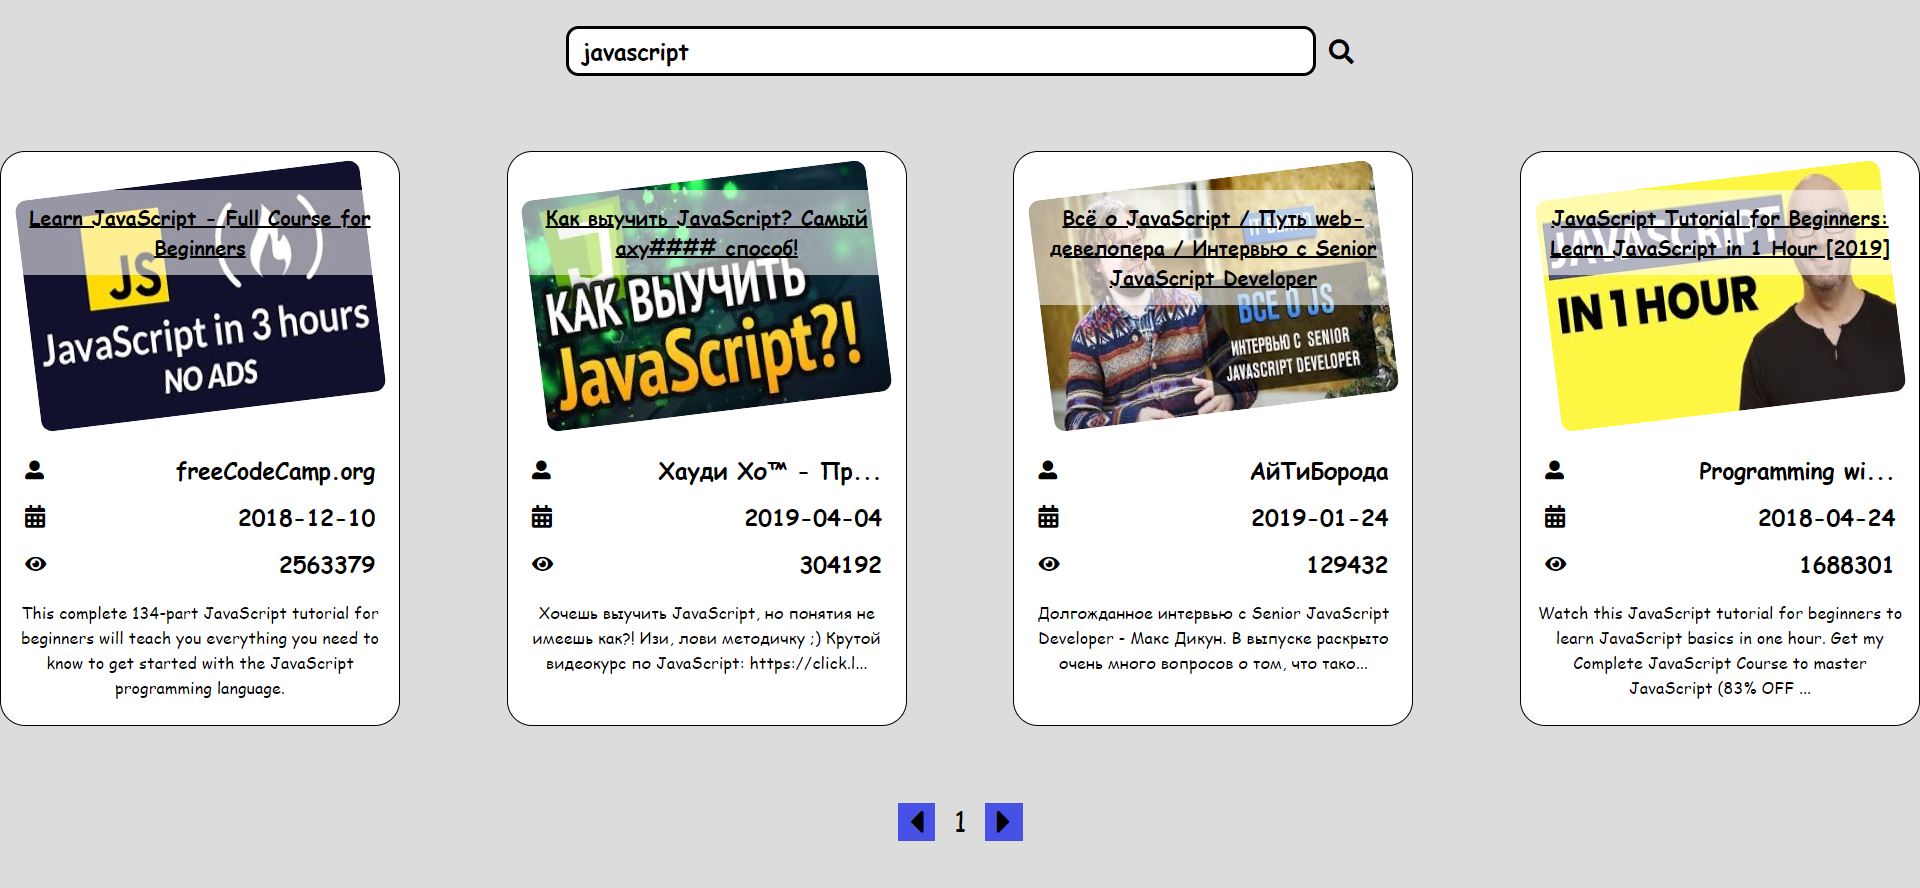 javascript
Learn JavaScript - Full Course for
Beginners
JS
JavaScript in 3 hours
NO ADS
freeCodeCamp.org
2018-12-10
2563379
This complete 134-part JavaScript tutorial for
beginners will teach you everything you need to
know to get started with the JavaScript
programming language.
Как выучить JavaScript? Самый
аху#### способ!
КАК ВЫУЧИТЬ
JavaScript?!
Хауди Хо™ - Пр...
2019-04-04
304192
Хочешь выучить JavaScript, но понятия не
имеешь как?! Изи, лови методичку ;) Крутой
видеокурс по JavaScript: https://click.l...
Всё о JavaScript / Путь web-
девелопера / Интервью с Senior
JavaScript Developer
ВСЕ О JS
ИНТЕРВЬЮ С SENIOR
JAVASCRIPT DEVELOPER
АйТиБорода
2019-01-24
129432
Долгожданное интервью с Senior JavaScript
Developer - Макс Дикун. В выпуске раскрыто
очень много вопросов о том, что тако...
JavaScript Tutorial for Beginners:
Learn JavaScript in 1 Hour [2019]
JAVASCRIPT
IN 1 HOUR
Programming wi...
2018-04-24
1688301
Watch this JavaScript tutorial for beginners to
learn JavaScript basics in one hour. Get my
Complete JavaScript Course to master
JavaScript (83% OFF ...
1